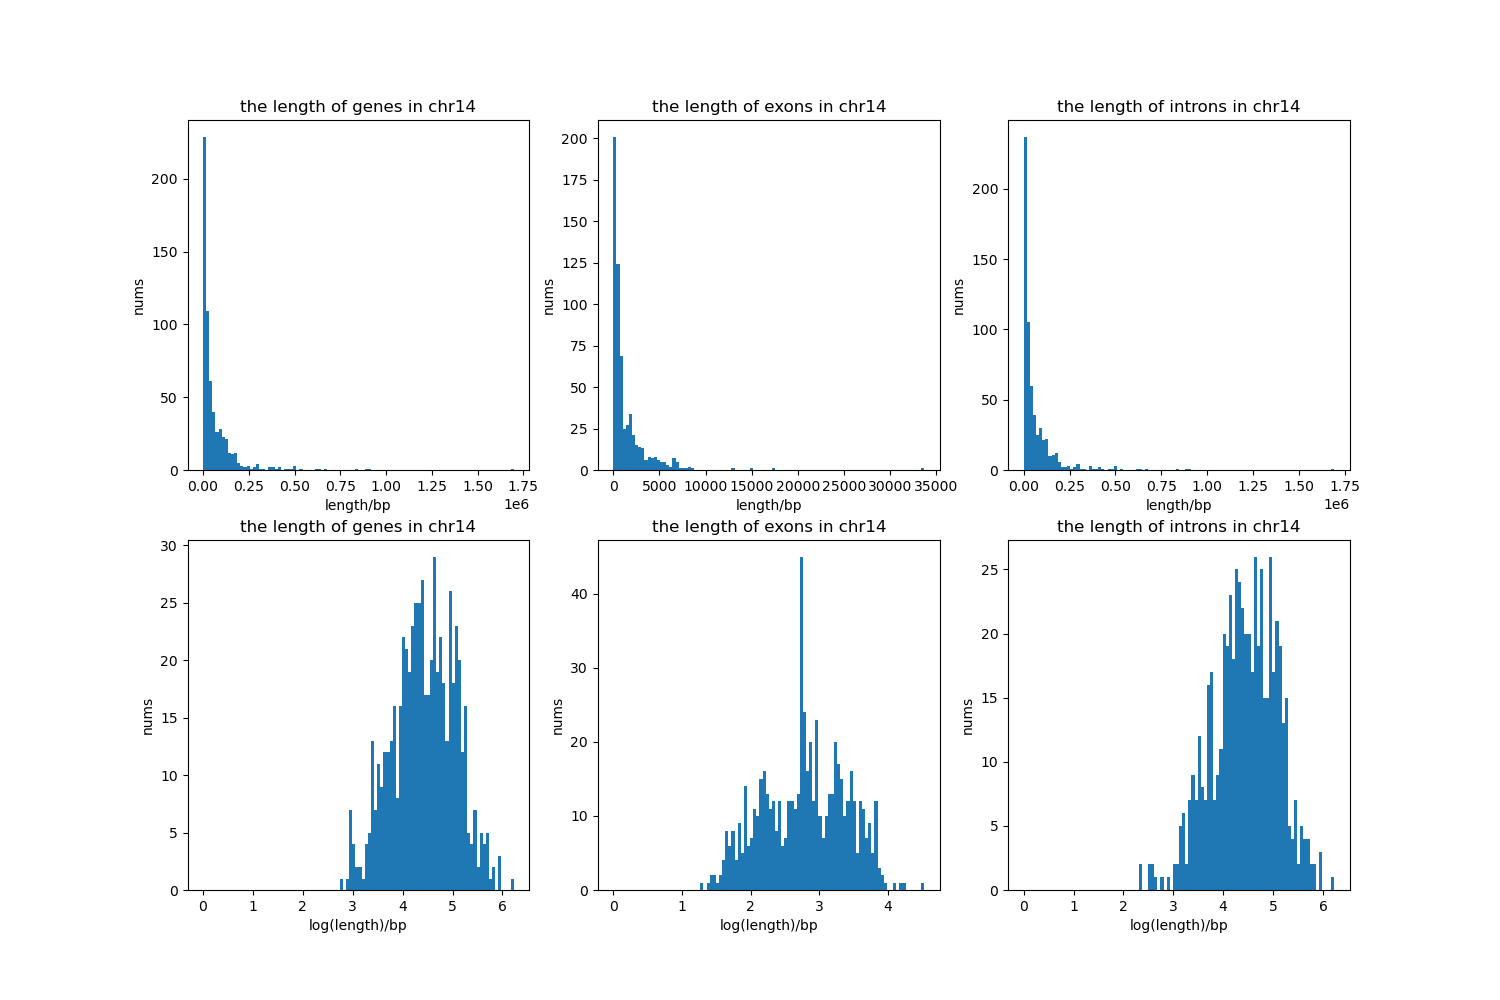 the length of genes in chr14
200
150
100
50
0
nums
0.00 0.25 0.50 0.75 1.00 1.25 1.50 1.75
length/bp
1e6
the length of exons in chr14
200
175
150
125
100
75
50
25
0
nums
0 5000 10000 15000 20000 25000 30000 35000
length/bp
the length of introns in chr14
200
150
100
50
0
nums
0.00 0.25 0.50 0.75 1.00 1.25 1.50 1.75
length/bp
1e6
the length of genes in chr14
30
25
20
15
10
5
0
nums
0 1 2 3 4 5 6
log(length)/bp
the length of exons in chr14
40
30
20
10
0
nums
0 1 2 3 4
log(length)/bp
the length of introns in chr14
25
20
15
10
5
0
nums
0 1 2 3 4 5 6
log(length)/bp